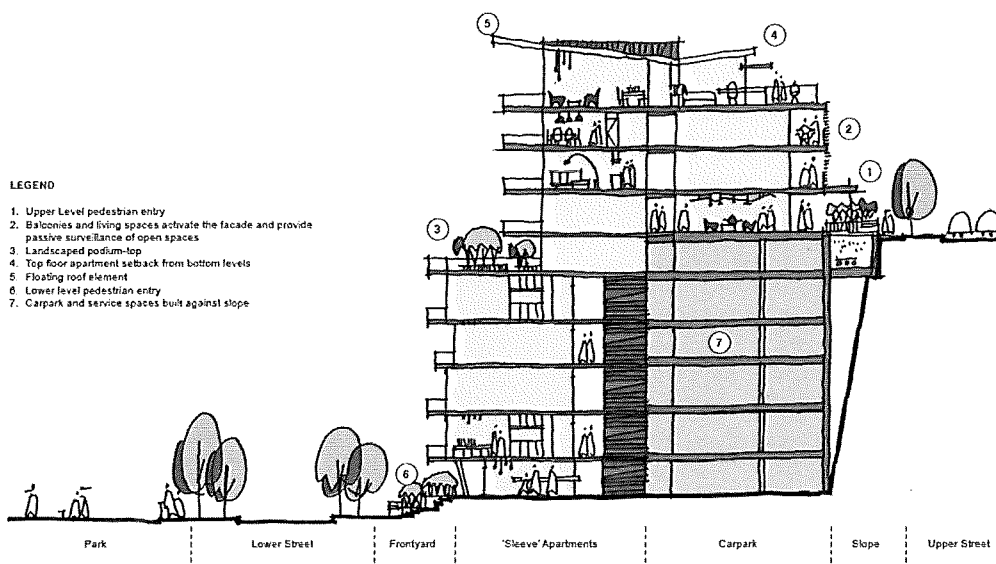 5
4
2
1
LEGEND
1. Upper Level pedestrian entry
2. Balconies and living spaces activate the facade and provide
passive surveillance of open spaces
3. Landscaped podium-top
4. Top floor apartment setback from bottom levels
5. Floating roof element
6. Lower level pedestrian entry
7. Carpark and service spaces built against slope
3
7
6
Park
Lower Street
Frontyard
'Sleeve' Apartments
Carpark
Slope
Upper Street